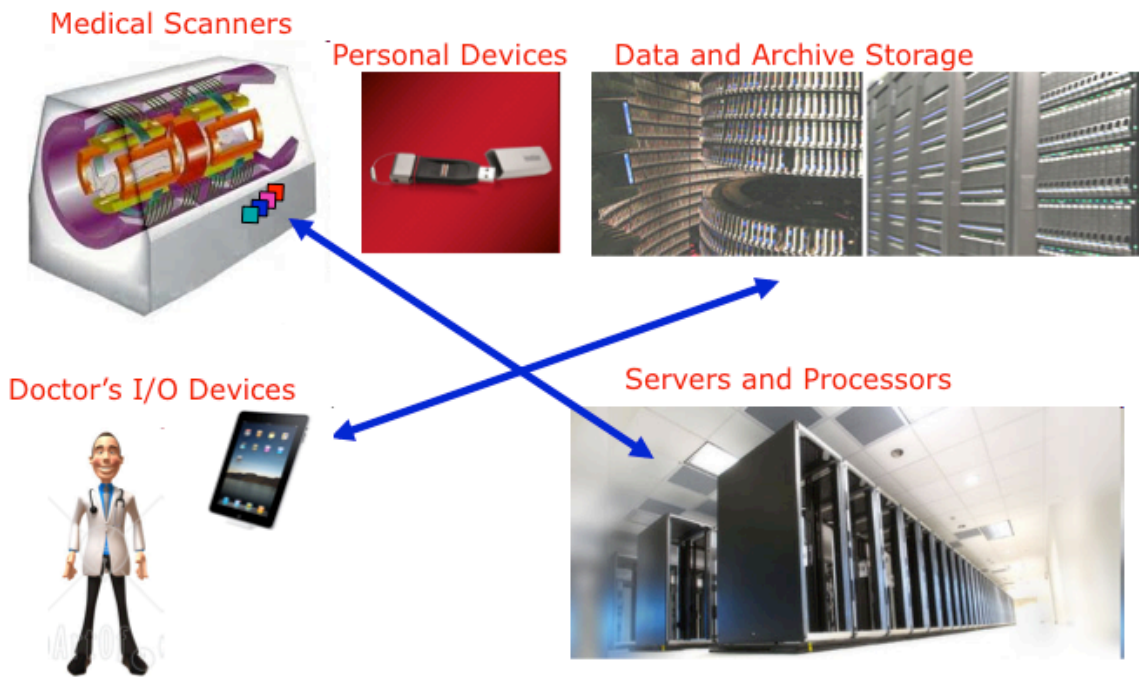 Medical Scanners
Personal Devices
Data and Archive Storage
Doctor's I/O Devices
Servers and Processors